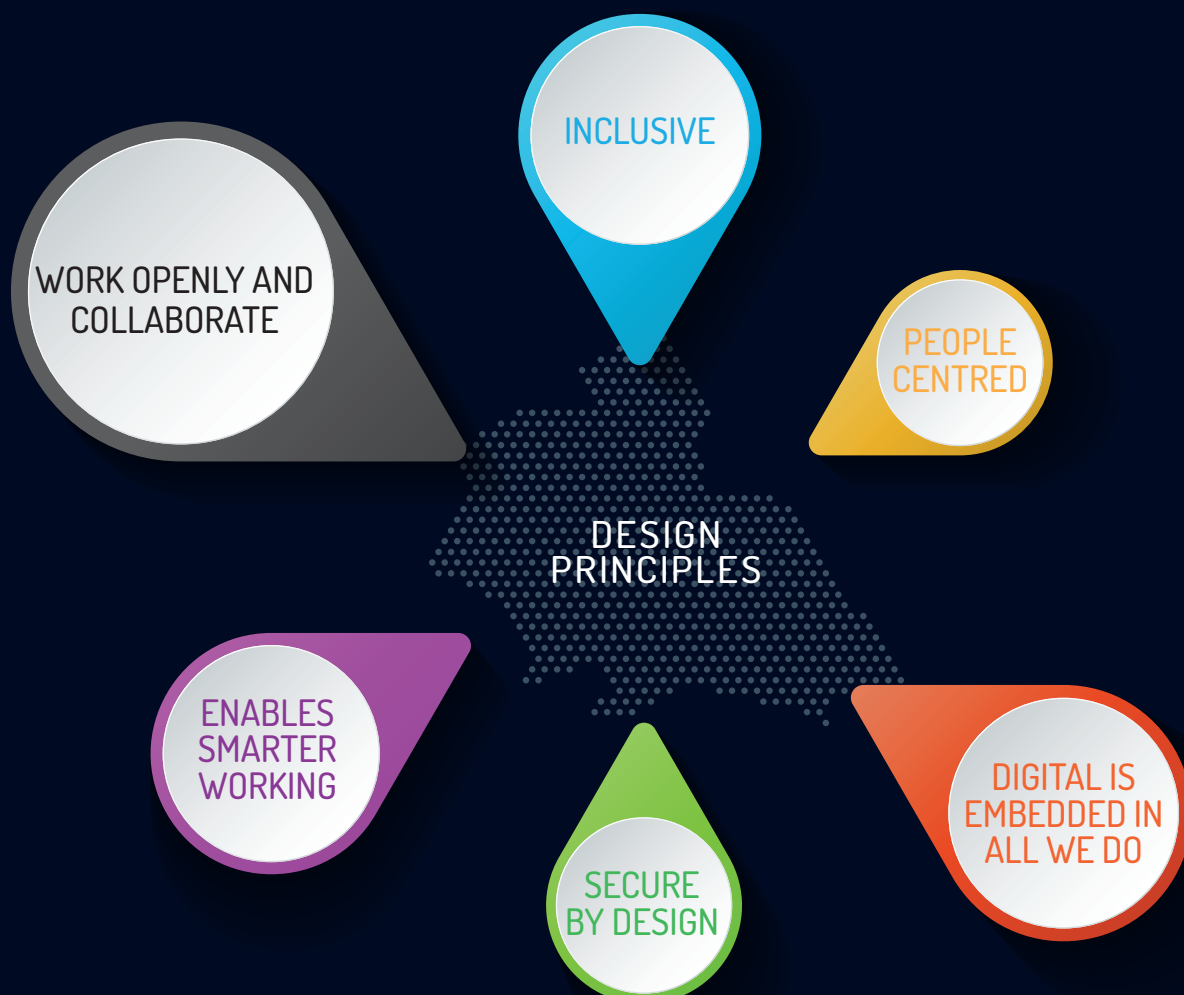 INCLUSIVE
WORK OPENLY AND
COLLABORATE
PEOPLE
CENTRED
DESIGN
PRINCIPLES
ENABLES
SMARTER
WORKING
DIGITAL IS
EMBEDDED IN
ALL WE DO
SECURE
BY DESIGN